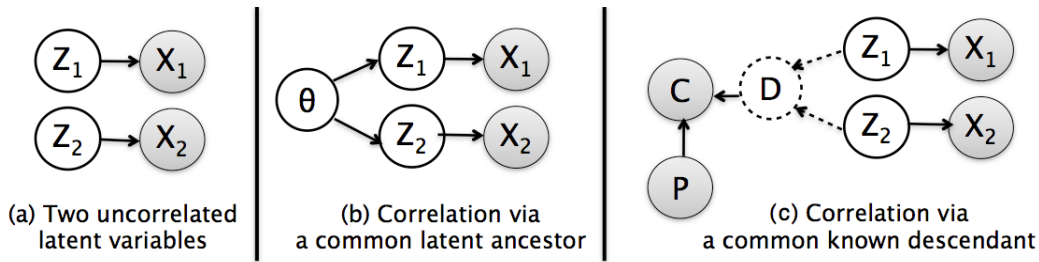 Z1
X1
Z2
X2
(a) Two uncorrelated
latent variables
θ
Z1
X1
Z2
X2
(b) Correlation via
a common latent ancestor
C
D
P
Z1
X1
Z2
X2
(c) Correlation via
a common known descendant